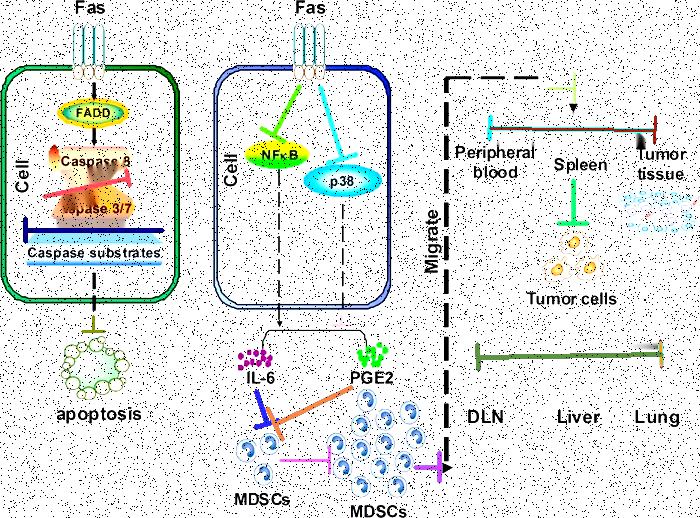 Fas
Fas
FADD
Caspase 8
Caspase 3/7
Cell
Caspase substrates
apoptosis
Cell
NFκB
p38
IL-6
PGE2
MDSCs
MDSCs
Migrate
Peripheral
blood
Spleen
Tumor
tissue
Tumor cells
DLN
Liver
Lung